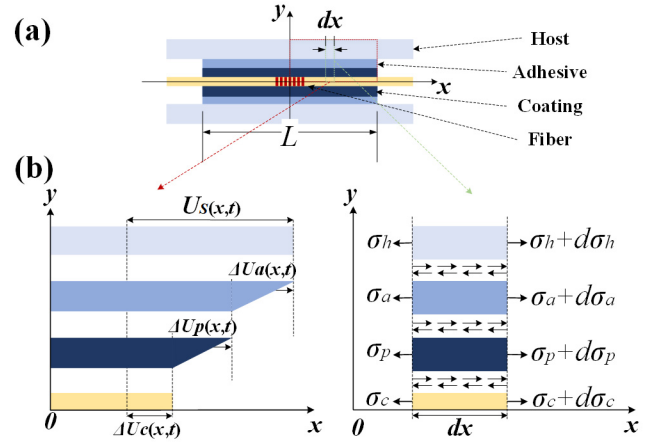 (a)
y
dx
Host
Adhesive
x
Coating
Fiber
L
(b)
y
Us(x,t)
ΔUa(x,t)
ΔUp(x,t)
ΔUc(x,t)
0
x
y
σh
σh+dσh
σa
σa+dσa
σp
σp+dσp
σc
σc+dσc
0
dx
x